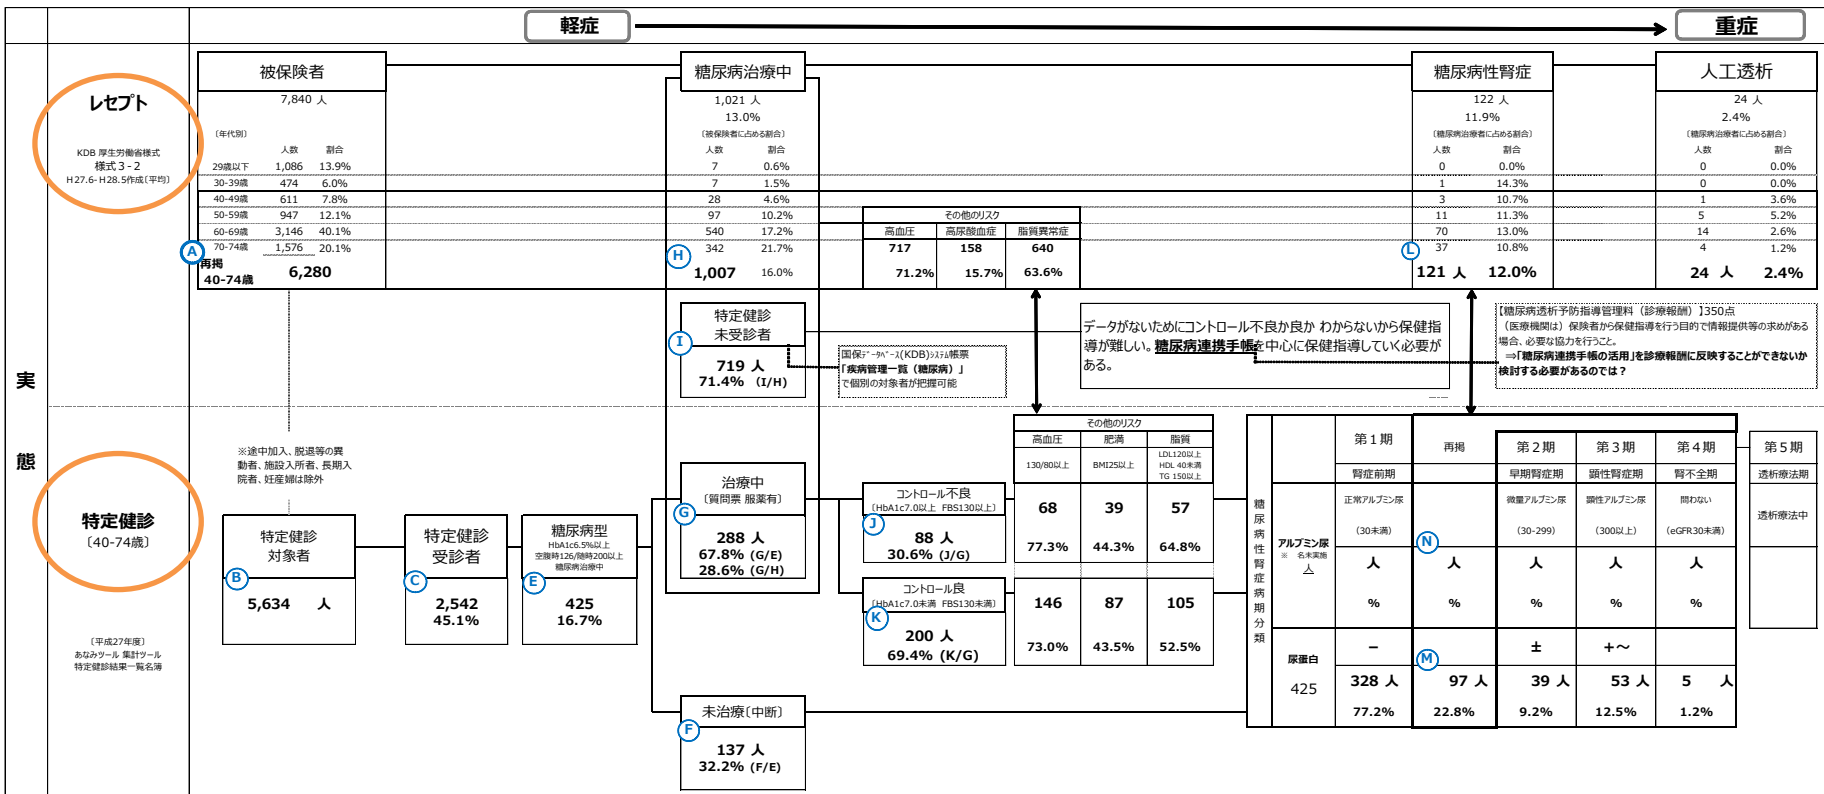 軽症
重症
実
態
レセプト
KDB 厚生労働省様式
様式3-2
H27.6-H28.5作成〔平均〕
被保険者
7,840 人
〔年代別〕
人数 割合
29歳以下 1,086 13.9%
30-39歳 474 6.0%
40-49歳 611 7.8%
50-59歳 947 12.1%
60-69歳 3,146 40.1%
70-74歳 1,576 20.1%
A
再掲
40-74歳 6,280
糖尿病治療中
1,021 人
13.0%
〔被保険者に占める割合〕
人数 割合
7 0.6%
7 1.5%
28 4.6%
97 10.2%
540 17.2%
342 21.7%
H
1,007 16.0%
その他のリスク
高血圧 高尿酸血症 脂質異常症
717 158 640
71.2% 15.7% 63.6%
糖尿病性腎症
122 人
11.9%
〔糖尿病治療者に占める割合〕
人数 割合
0 0.0%
1 14.3%
3 10.7%
11 11.3%
70 13.0%
37 10.8%
L
121 人 12.0%
人工透析
24 人
2.4%
〔糖尿病治療者に占める割合〕
人数 割合
0 0.0%
0 0.0%
1 3.6%
5 5.2%
14 2.6%
4 1.2%
24 人 2.4%
特定健診
未受診者
I
719 人
71.4% (I/H)
国保データベース(KDB)システム帳票
「疾病管理一覧（糖尿病）」
で個別の対象者が把握可能
データがないためにコントロール不良か良か わからないから保健指
導が難しい。糖尿病連携手帳を中心に保健指導していく必要が
ある。
【糖尿病透析予防指導管理料（診療報酬）】350点
（医療機関は）保険者から保健指導を行う目的で情報提供等の求めがある
場合、必要な協力を行うこと。
⇒「糖尿病連携手帳の活用」を診療報酬に反映することができないか
検討する必要があるのでは？
特定健診
〔40-74歳〕
〔平成27年度〕
あなみツール 集計ツール
特定健診結果一覧名簿
※途中加入、脱退等の異
動者、施設入所者、長期入
院者、妊産婦は除外
特定健診
対象者
B
5,634 人
特定健診
受診者
C
2,542
45.1%
糖尿病型
HbA1c6.5%以上
空腹時126/随時200以上
糖尿病治療中
E
425
16.7%
治療中
〔質問票 服薬有〕
G
288 人
67.8% (G/E)
28.6% (G/H)
未治療〔中断〕
F
137 人
32.2% (F/E)
コントロール不良
〔HbA1c7.0以上 FBS130以上〕
J
88 人
30.6% (J/G)
コントロール良
〔HbA1c7.0未満 FBS130未満〕
K
200 人
69.4% (K/G)
その他のリスク
高血圧 肥満 脂質
130/80以上 BMI25以上 LDL120以上
HDL 40未満
TG 150以上
68 39 57
77.3% 44.3% 64.8%
146 87 105
73.0% 43.5% 52.5%
糖尿病性腎症病期分類
第1期 再掲 第2期 第3期 第4期 第5期
腎症前期 早期腎症期 顕性腎症期 腎不全期 透析療法期
アルブミン尿
※ 名未実施
人
正常アルブミン尿 微量アルブミン尿 顕性アルブミン尿 問わない 透析療法中
(30未満) (30-299) (300以上) (eGFR30未満)
N
人 人 人 人 人
% % % % %
尿蛋白
425
− ± +～
M
328 人 97 人 39 人 53 人 5 人
77.2% 22.8% 9.2% 12.5% 1.2%